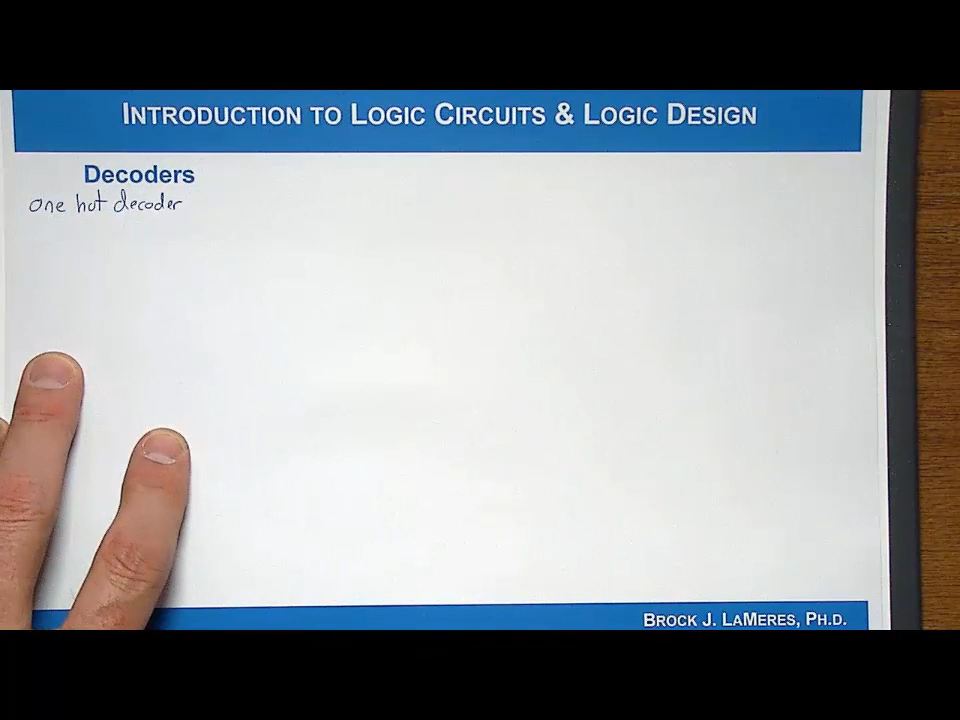 INTRODUCTION TO LOGIC CIRCUITS & LOGIC DESIGN
Decoders
one hot decoder
BROCK J. LAMERES, PH.D.